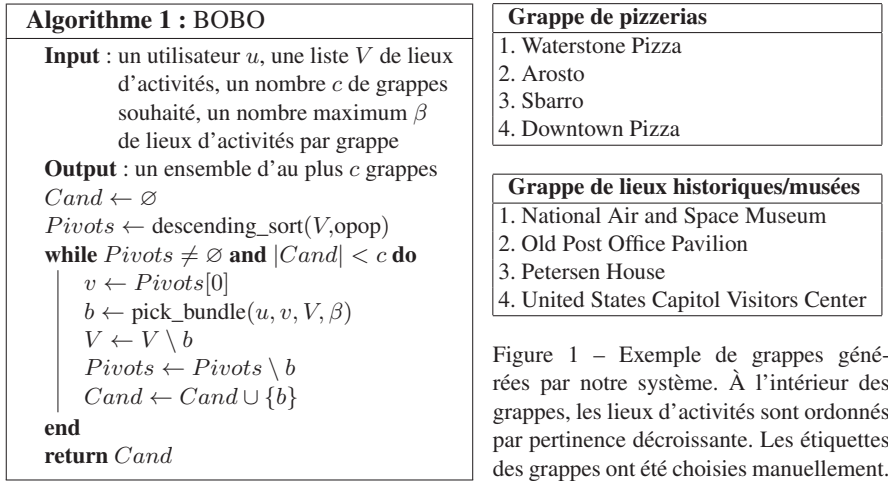 Algorithme 1 : BOBO
Input : un utilisateur u, une liste V de lieux
d'activités, un nombre c de grappes
souhaité, un nombre maximum β
de lieux d'activités par grappe
Output : un ensemble d'au plus c grappes
Cand ← ∅
Pivots ← descending_sort(V,opop)
while Pivots ≠ ∅ and |Cand| < c do
v ← Pivots[0]
b ← pick_bundle(u, v, V, β)
V ← V \ b
Pivots ← Pivots \ b
Cand ← Cand ∪ {b}
end
return Cand
Grappe de pizzerias
1. Waterstone Pizza
2. Arosto
3. Sbarro
4. Downtown Pizza
Grappe de lieux historiques/musées
1. National Air and Space Museum
2. Old Post Office Pavilion
3. Petersen House
4. United States Capitol Visitors Center
Figure 1 – Exemple de grappes géné-
rées par notre système. À l'intérieur des
grappes, les lieux d'activités sont ordonnés
par pertinence décroissante. Les étiquettes
des grappes ont été choisies manuellement.